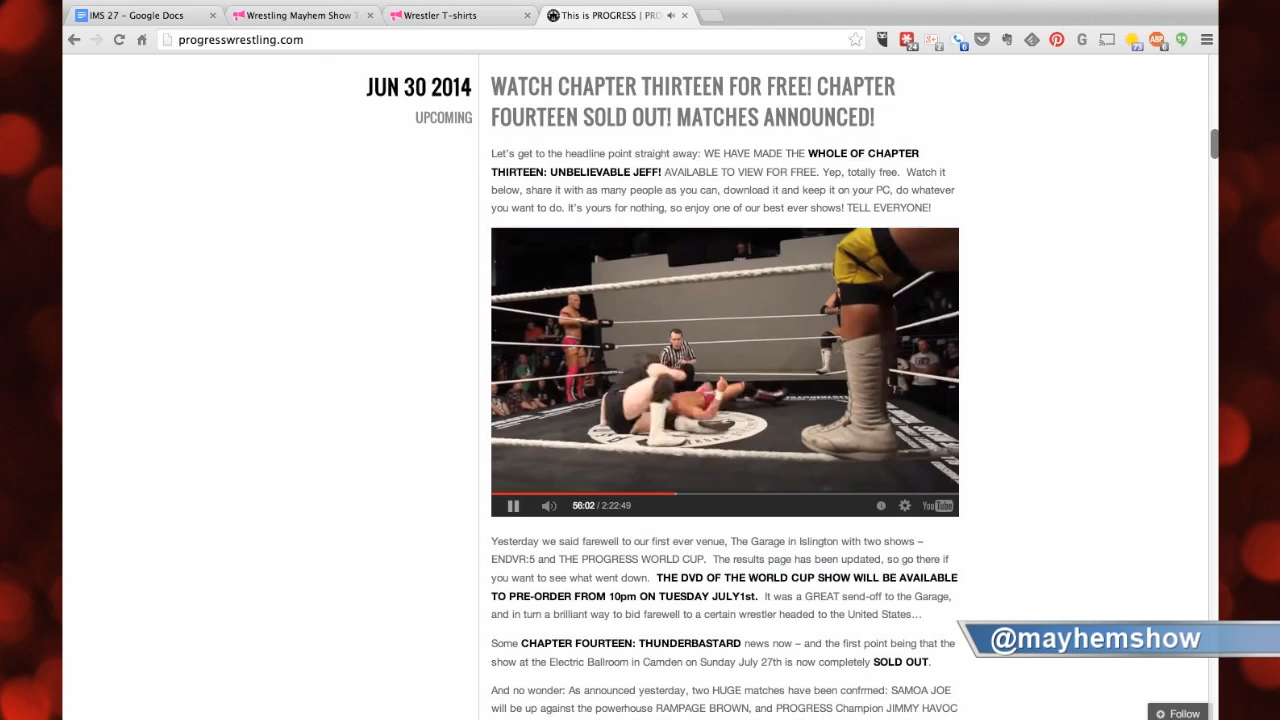 IMS 27 – Google Docs
Wrestling Mayhem Show T
Wrestler T-shirts
This is PROGRESS | PRO
progresswrestling.com
24
6
73
ABP
6
JUN 30 2014
UPCOMING
WATCH CHAPTER THIRTEEN FOR FREE! CHAPTER
FOURTEEN SOLD OUT! MATCHES ANNOUNCED!
Let's get to the headline point straight away: WE HAVE MADE THE WHOLE OF CHAPTER
THIRTEEN: UNBELIEVABLE JEFF! AVAILABLE TO VIEW FOR FREE. Yep, totally free. Watch it
below, share it with as many people as you can, download it and keep it on your PC, do whatever
you want to do. It's yours for nothing, so enjoy one of our best ever shows! TELL EVERYONE!
56:02 / 2:22:49
YouTube
Yesterday we said farewell to our first ever venue, The Garage in Islington with two shows –
ENDVR:5 and THE PROGRESS WORLD CUP. The results page has been updated, so go there if
you want to see what went down. THE DVD OF THE WORLD CUP SHOW WILL BE AVAILABLE
TO PRE-ORDER FROM 10pm ON TUESDAY JULY1st. It was a GREAT send-off to the Garage,
and in turn a brilliant way to bid farewell to a certain wrestler headed to the United States…
@mayhemshow
Some CHAPTER FOURTEEN: THUNDERBASTARD news now – and the first point being that the
show at the Electric Ballroom in Camden on Sunday July 27th is now completely SOLD OUT.
And no wonder: As announced yesterday, two HUGE matches have been confrmed: SAMOA JOE
will be up against the powerhouse RAMPAGE BROWN, and PROGRESS Champion JIMMY HAVOC
Follow